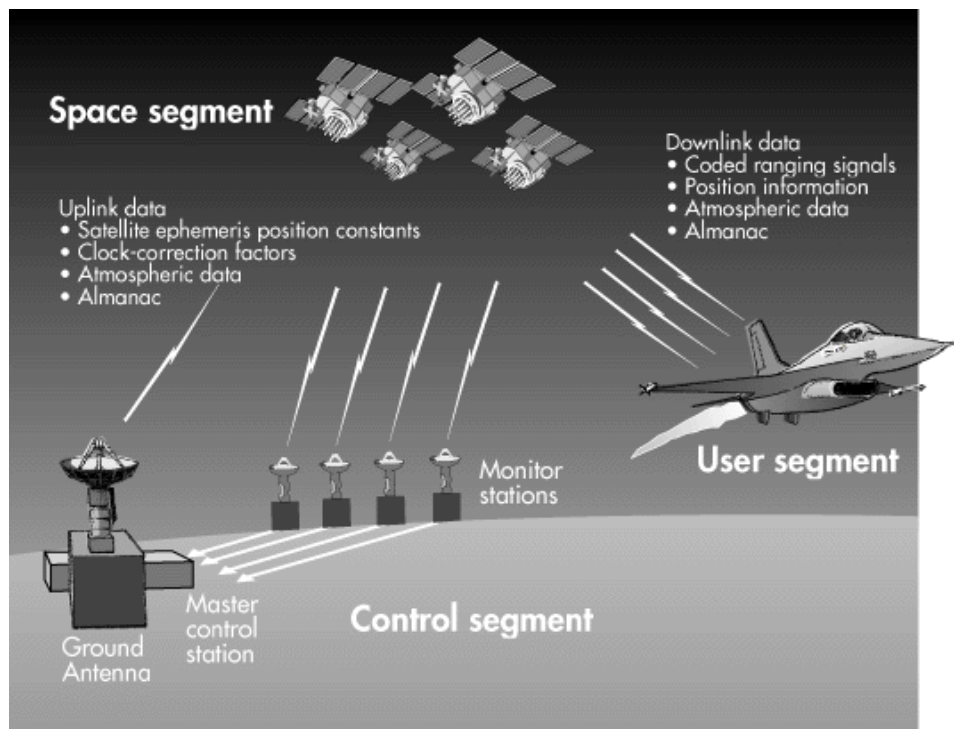 Space segment
Downlink data
• Coded ranging signals
• Position information
• Atmospheric data
• Almanac
Uplink data
• Satellite ephemeris position constants
• Clock-correction factors
• Atmospheric data
• Almanac
User segment
Monitor
stations
Master
control
station
Control segment
Ground
Antenna